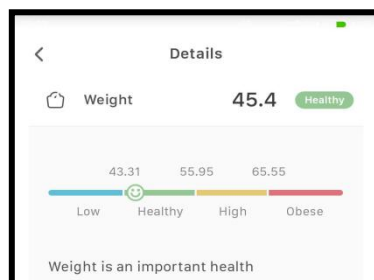 Details
Weight 45.4 Healthy
43.31 55.95 65.55
Low Healthy High Obese
Weight is an important health